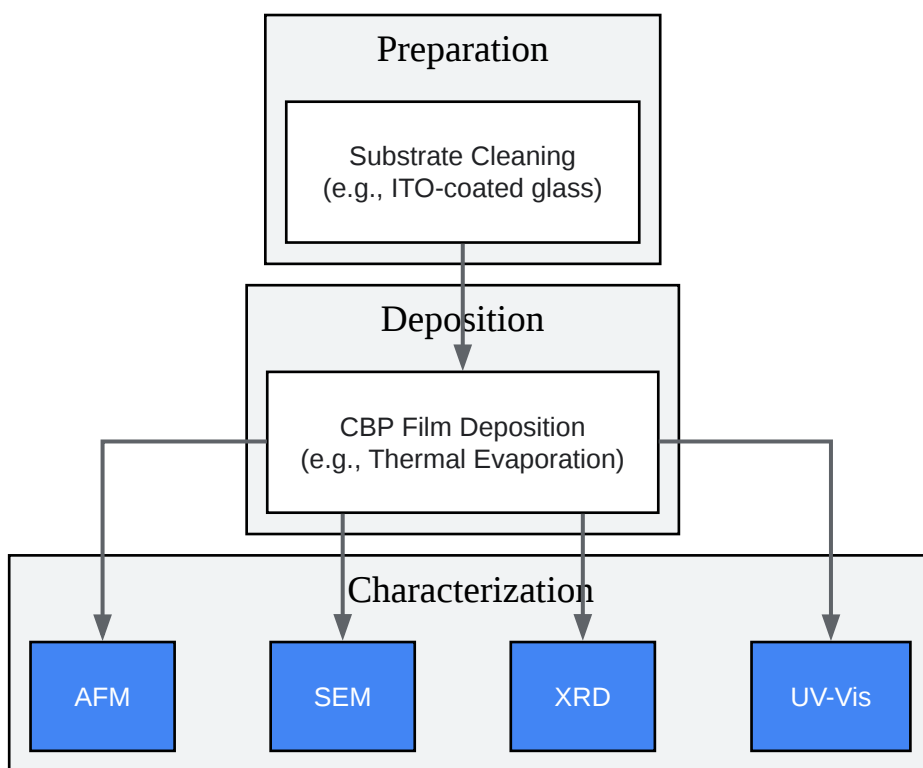 Preparation
Substrate Cleaning
(e.g., ITO-coated glass)
Deposition
CBP Film Deposition
(e.g., Thermal Evaporation)
Characterization
AFM
SEM
XRD
UV-Vis